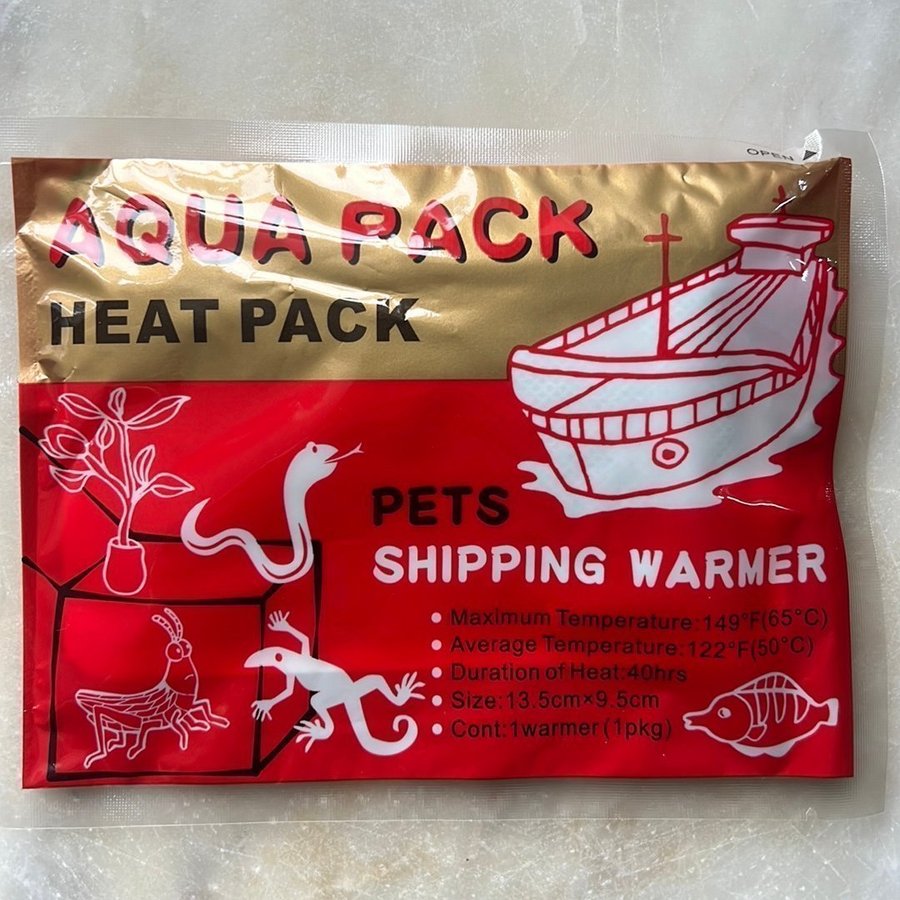 OPEN
AQUA PACK
HEAT PACK
PETS
SHIPPING WARMER
Maximum Temperature:149°F(65°C)
Average Temperature:122°F(50°C)
Duration of Heat:40hrs
Size:13.5cm×9.5cm
Cont:1warmer(1pkg)